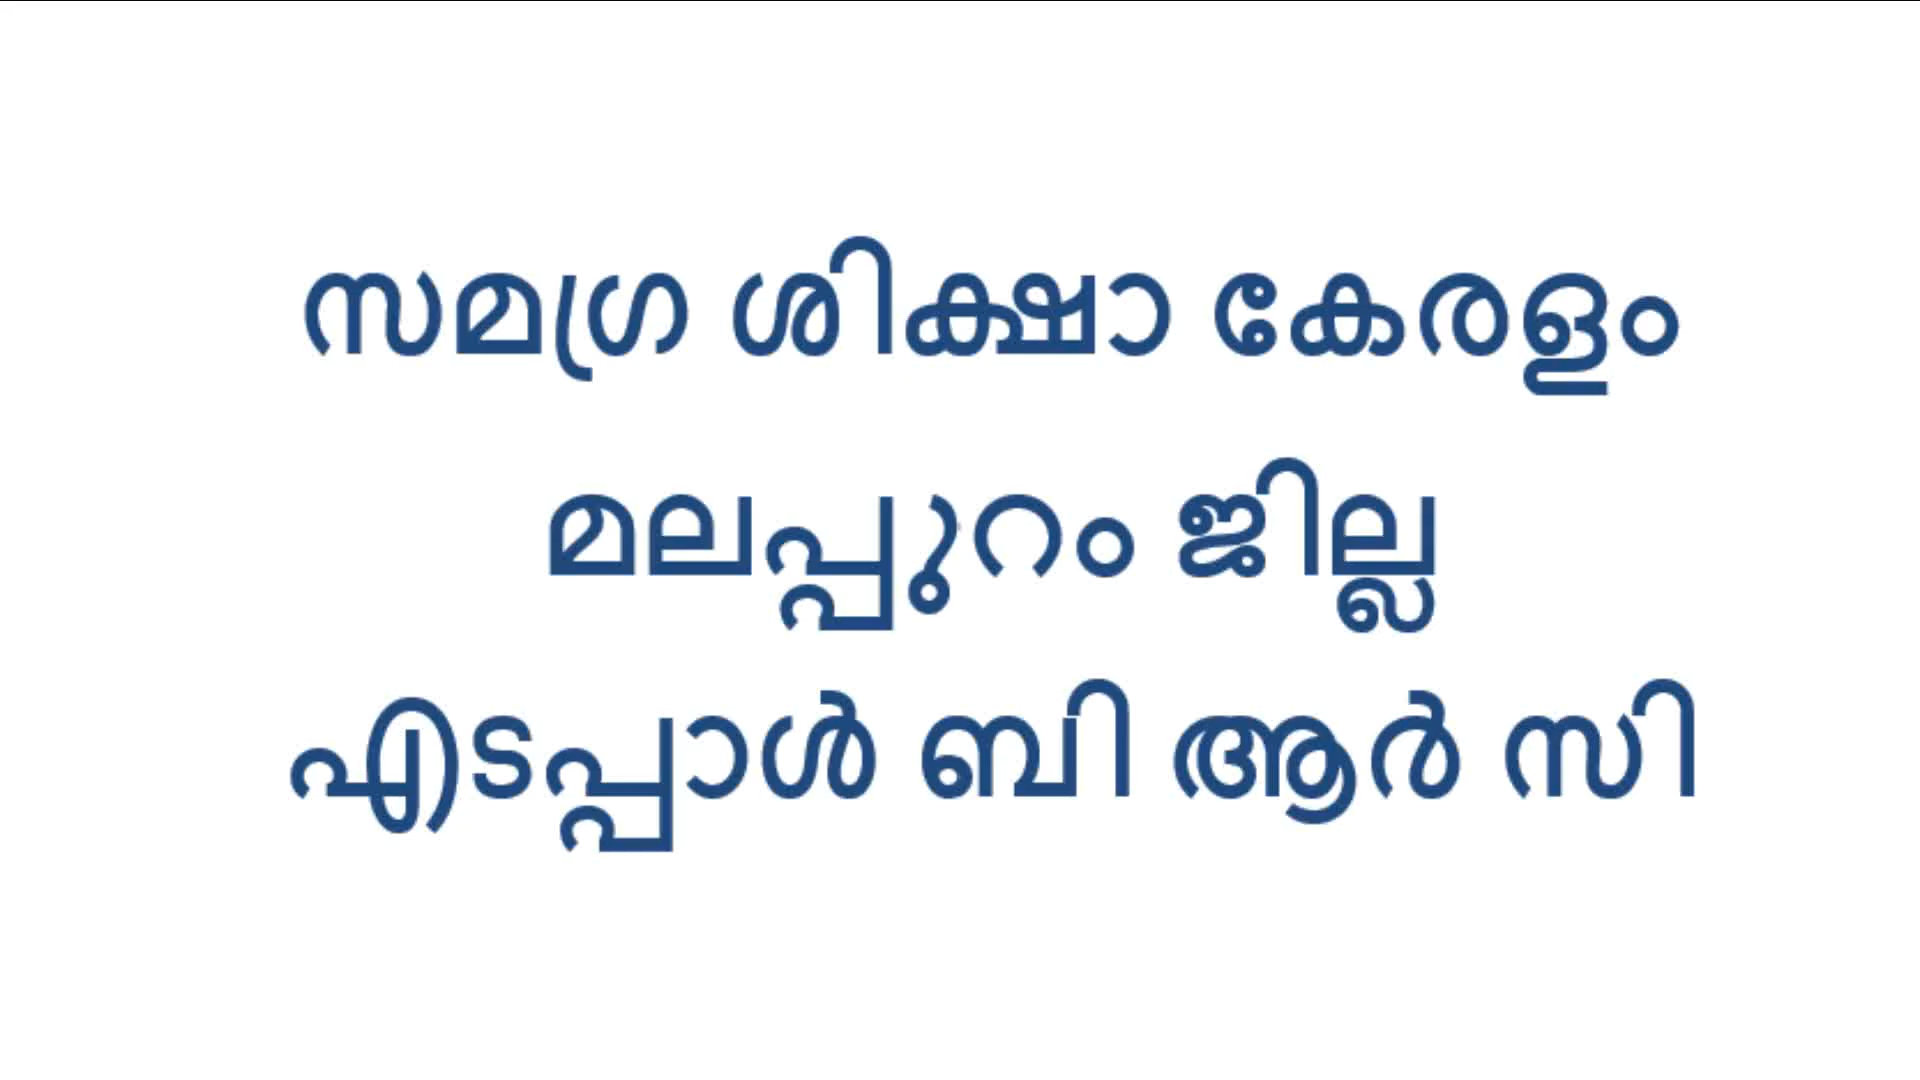 സമഗ്ര ശിക്ഷാ കേരളം
മലപ്പുറം ജില്ല
എടപ്പാൾ ബി ആർ സി